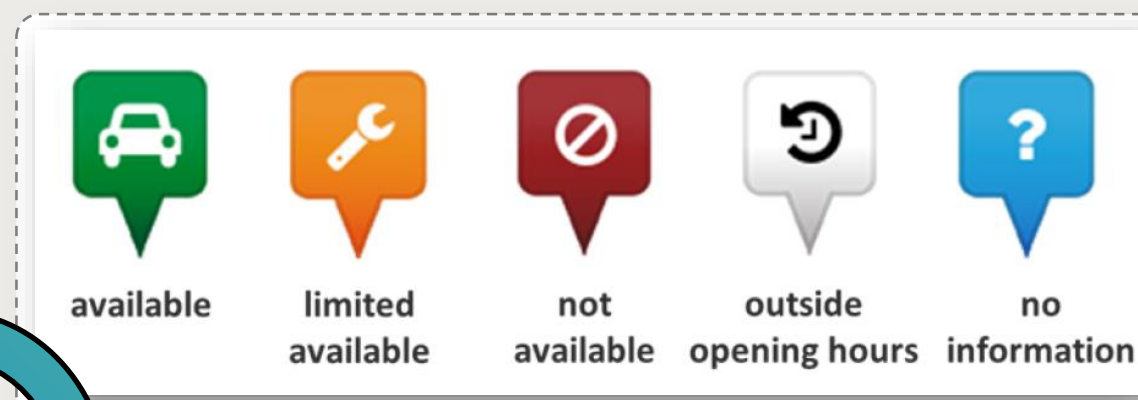 ?
available
limited
available
not
available
outside
opening hours
no
information